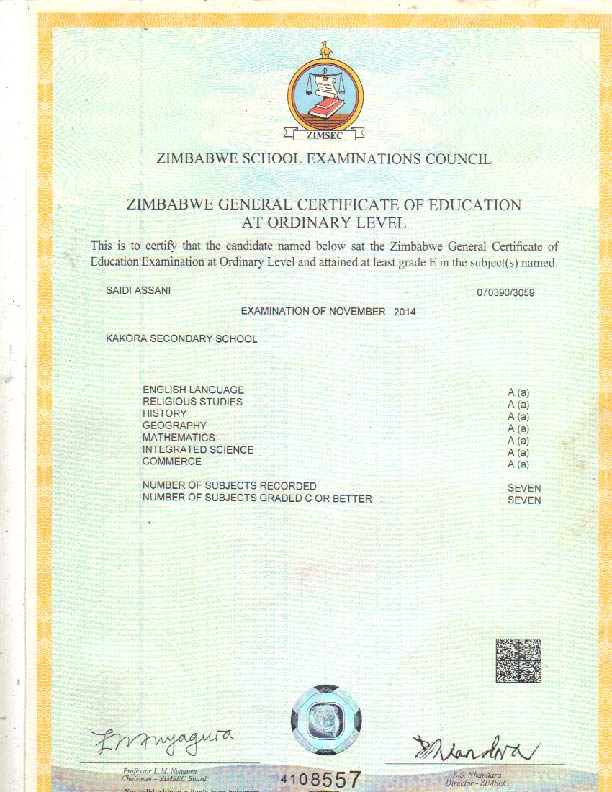 ZIMSEC
ZIMBABWE SCHOOL EXAMINATIONS COUNCIL
ZIMBABWE GENERAL CERTIFICATE OF EDUCATION
AT ORDINARY LEVEL
This is to certify that the candidate named below sat the Zimbabwe General Certificate of
Education Examination at Ordinary Level and attained at least grade E in the subject(s) named.
SAIDI ASSANI 070390/3059
EXAMINATION OF NOVEMBER 2014
KAKORA SECONDARY SCHOOL
ENGLISH LANGUAGE A (a)
RELIGIOUS STUDIES A (a)
HISTORY A (a)
GEOGRAPHY A (a)
MATHEMATICS A (a)
INTEGRATED SCIENCE A (a)
COMMERCE A (a)
NUMBER OF SUBJECTS RECORDED SEVEN
NUMBER OF SUBJECTS GRADED C OR BETTER SEVEN
Professor L. M. Nyagura
Chairman - ZIMSEC Board
4108557
Director - ZIMSEC